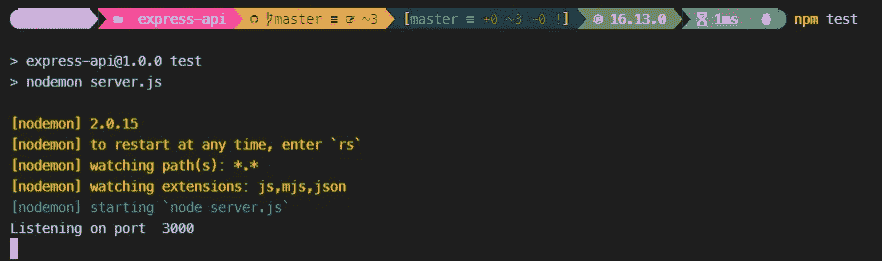 express-api master ≡ ~3 [master ≡ +0 ~3 -0 !] 16.13.0 1ms npm test
> express-api@1.0.0 test
> nodemon server.js
[nodemon] 2.0.15
[nodemon] to restart at any time, enter `rs`
[nodemon] watching path(s): *.*
[nodemon] watching extensions: js,mjs,json
[nodemon] starting `node server.js`
Listening on port  3000